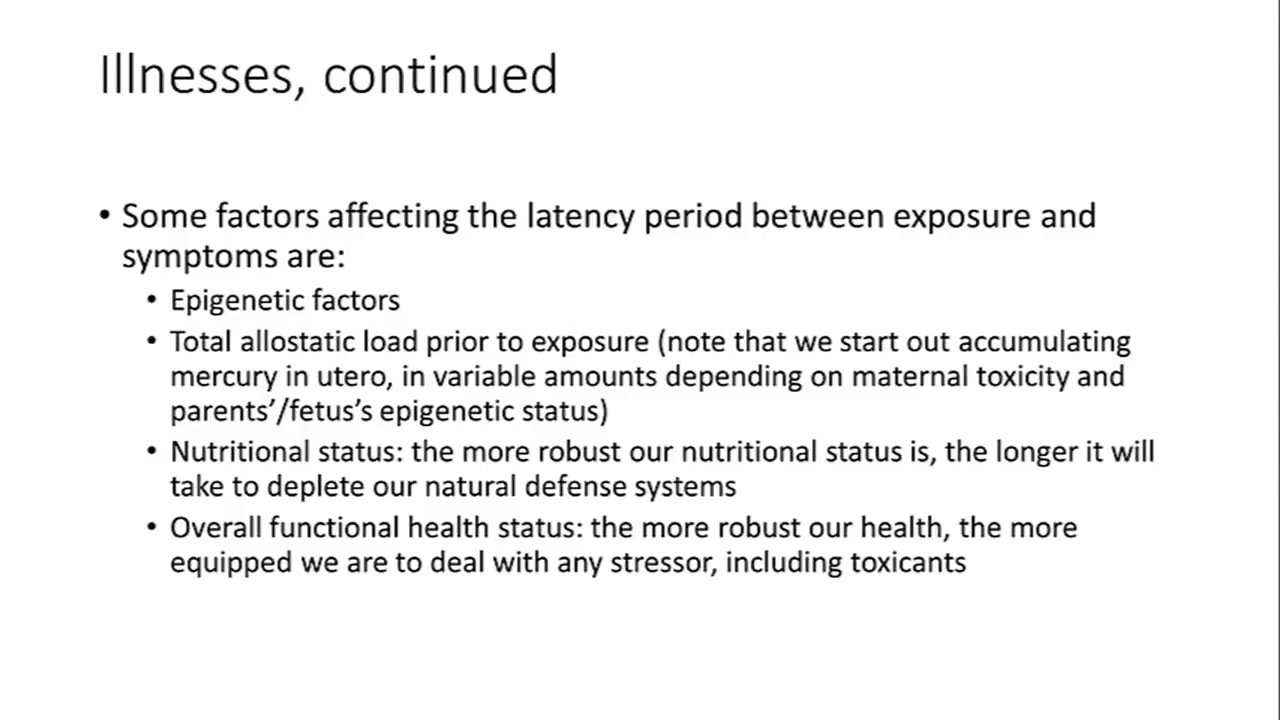 Illnesses, continued
• Some factors affecting the latency period between exposure and
symptoms are:
• Epigenetic factors
• Total allostatic load prior to exposure (note that we start out accumulating
mercury in utero, in variable amounts depending on maternal toxicity and
parents’/fetus’s epigenetic status)
• Nutritional status: the more robust our nutritional status is, the longer it will
take to deplete our natural defense systems
• Overall functional health status: the more robust our health, the more
equipped we are to deal with any stressor, including toxicants